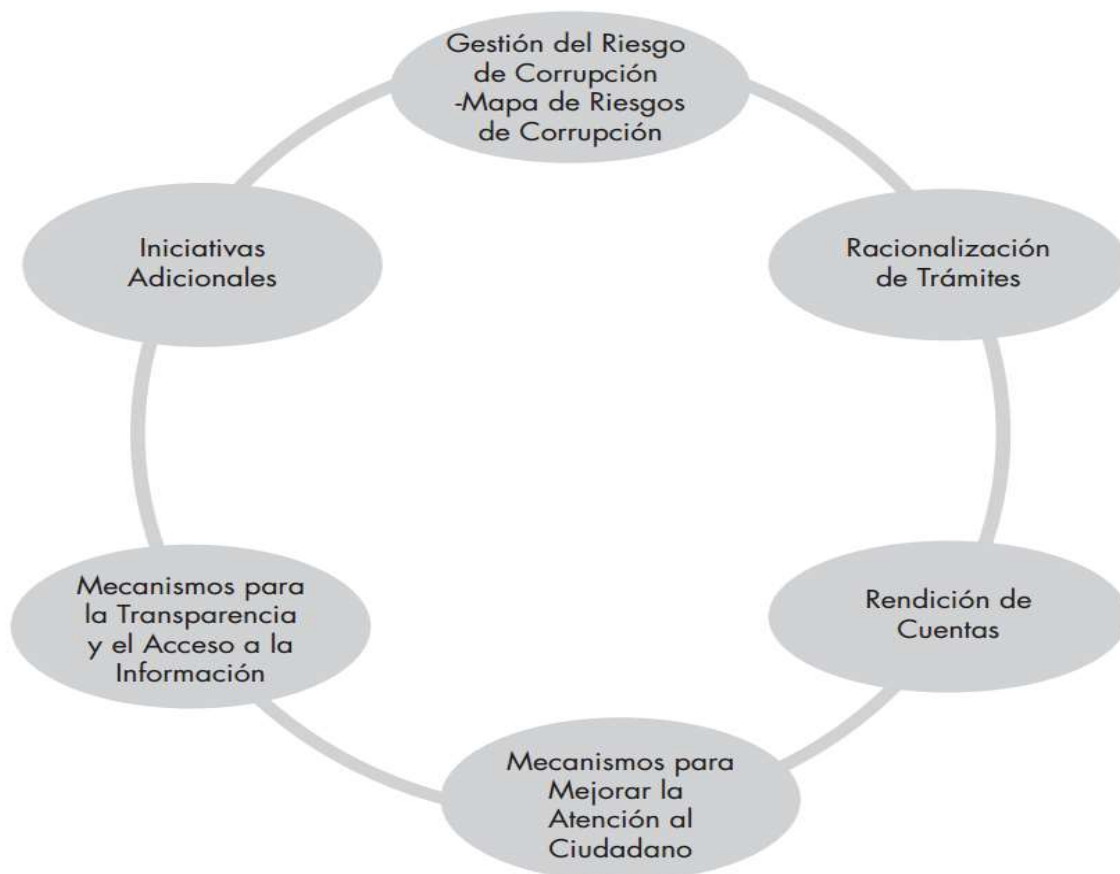 Gestión del Riesgo
de Corrupción
-Mapa de Riesgos
de Corrupción
Racionalización
de Trámites
Rendición de
Cuentas
Mecanismos para
Mejorar la
Atención al
Ciudadano
Mecanismos para
la Transparencia
y el Acceso a la
Información
Iniciativas
Adicionales